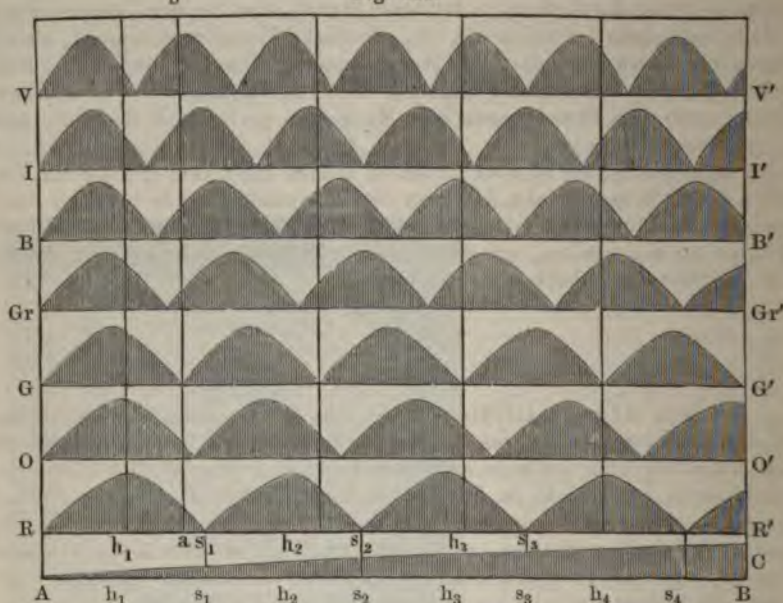 V V′
I I′
B B′
Gr Gr′
G G′
O O′
R R′
h₁ a s₁ h₂ s₂ h₃ s₃
C
A h₁ s₁ h₂ s₂ h₃ s₃ h₄ s₄ B